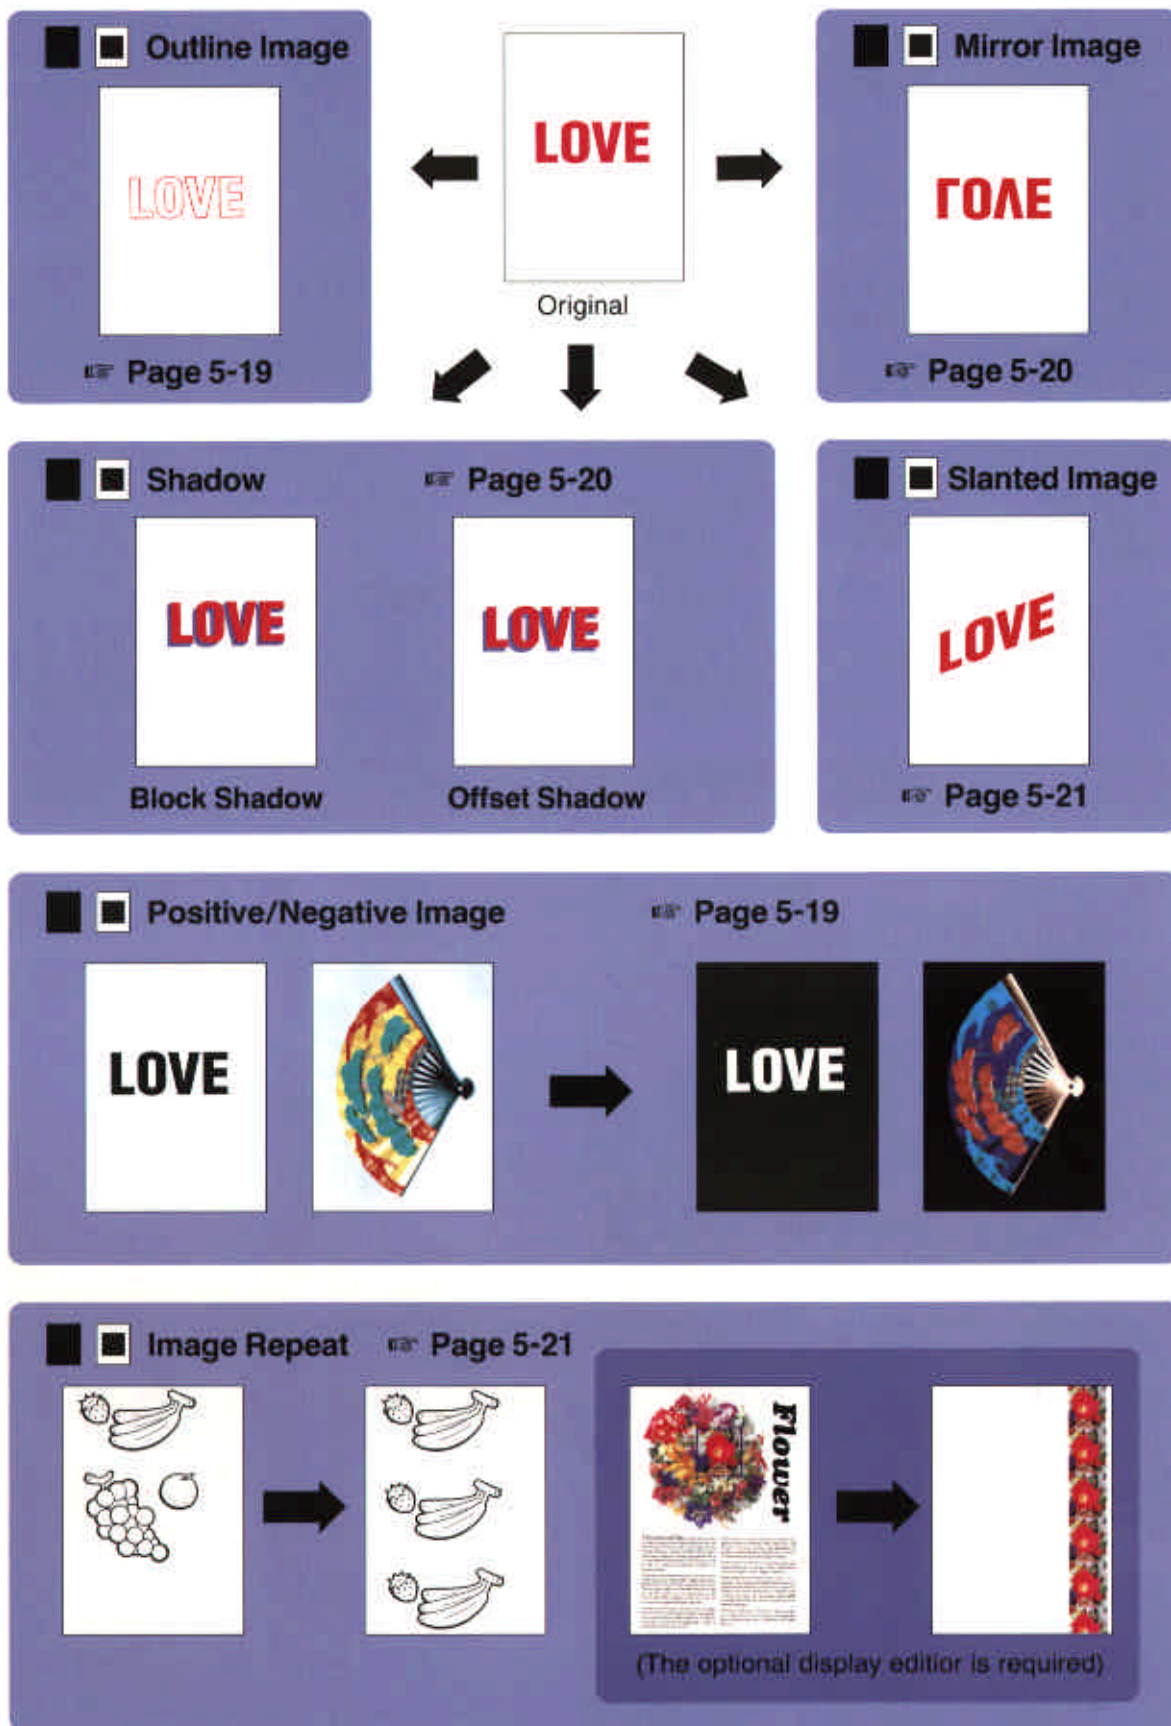 Outline Image
LOVE
Page 5-19
LOVE
Original
Mirror Image
LOVE
Page 5-20
Shadow
Page 5-20
LOVE
LOVE
Block Shadow
Offset Shadow
Slanted Image
LOVE
Page 5-21
Positive/Negative Image
Page 5-19
LOVE
LOVE
Image Repeat
Page 5-21
Flower
(The optional display editior is required)